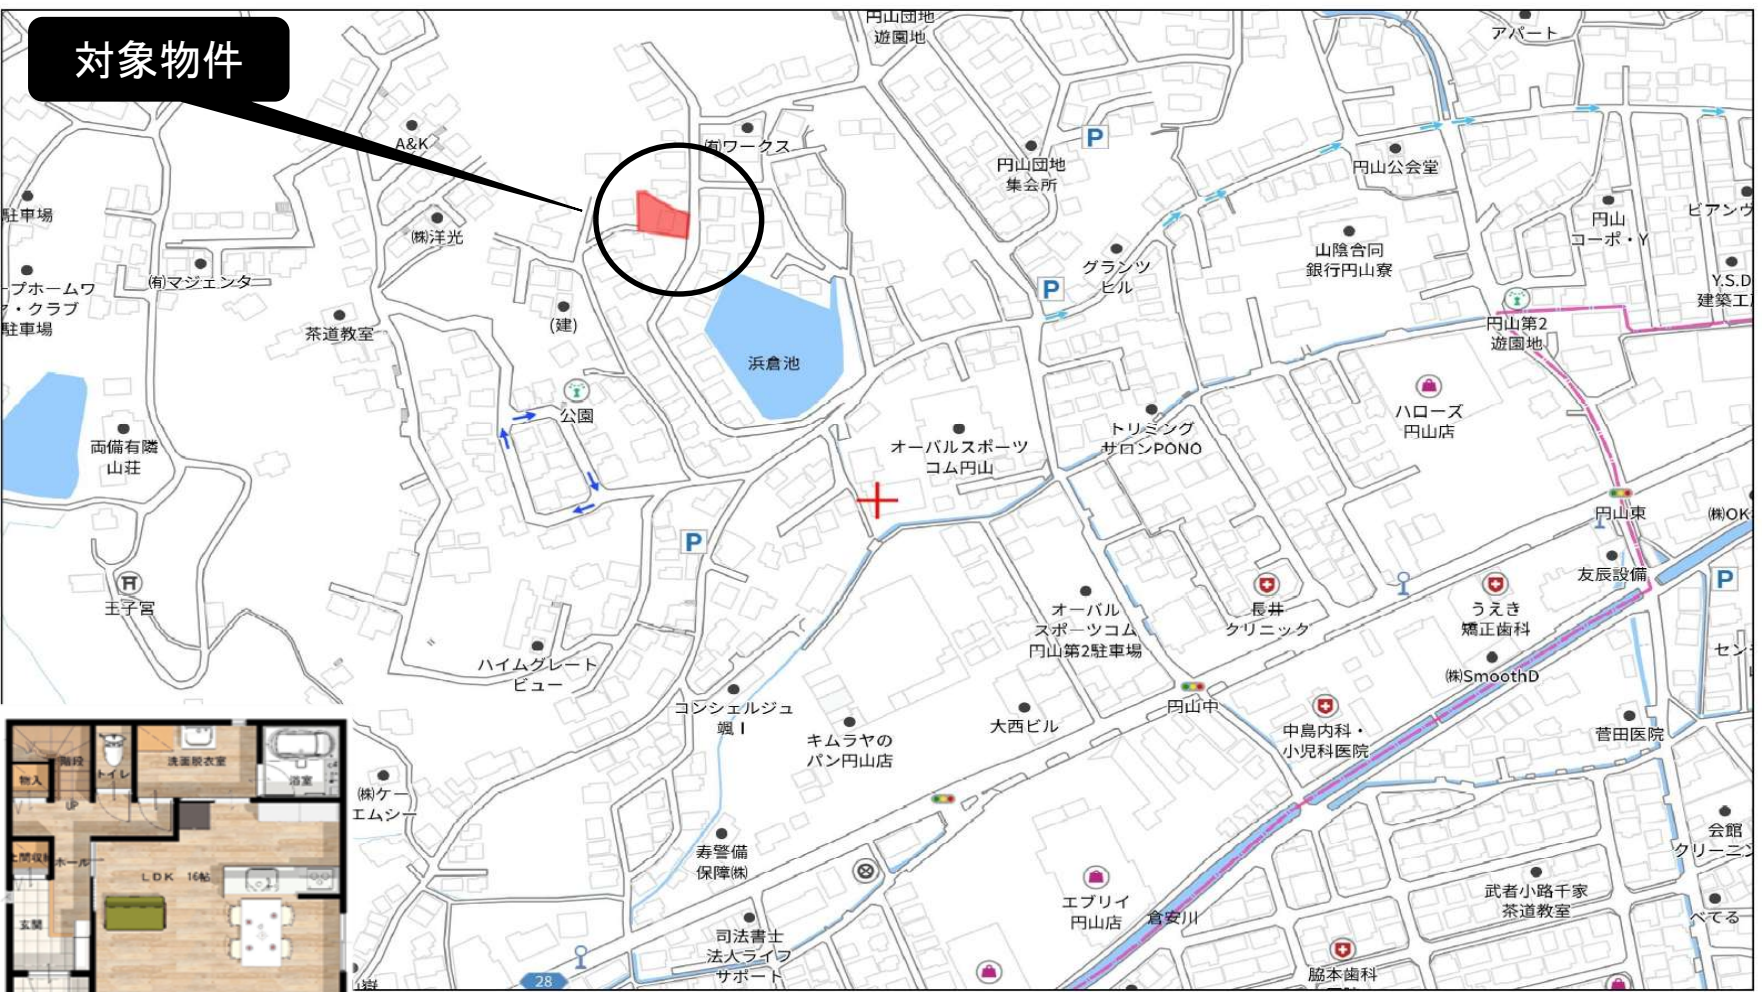 対象物件
円山団地
遊園地
アパート
A&K
㈲ワークス
円山団地
集会所
P
円山公会堂
駐車場
㈱洋光
円山
コーポ・Y
ビアンウ
山陰合同
銀行円山寮
㈲マジェンター
ープホームワ
ク・クラブ
駐車場
グランツ
ヒル
P
Y.S.D
建築工
茶道教室
(建)
円山第2
遊園地
浜倉池
公園
ハローズ
円山店
両備有隣
山荘
オーバルスポーツ
コム円山
トリミング
サロンPONO
円山東
㈱OK
P
友辰設備
P
王子宮
オーバル
スポーツコム
円山第2駐車場
長井
クリニック
うえき
矯正歯科
ハイムグレート
ビュー
㈱SmoothD
セン
コンシェルジュ
颯Ⅰ
大西ビル
円山中
キムラヤの
パン円山店
中島内科・
小児科医院
菅田医院
㈱ケー
エムシー
寿警備
保障㈱
会館
クリーニン
エブリイ
円山店
倉安川
武者小路千家
茶道教室
べてる
司法書士
法人ライフ
サポート
28
脇本歯科
嶽
階段
トイレ
洗面脱衣室
浴室
物入
UP
土間収納
ホール
LDK 16帖
玄関